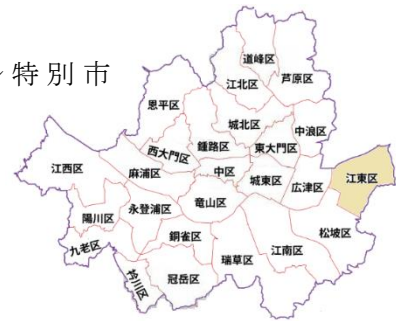 特別市
道峰区
芦原区
江北区
恩平区
城北区
中浪区
西大門区
鍾路区
東大門区
江西区
麻浦区
中区
城東区
広津区
江東区
陽川区
永登浦区
竜山区
松坡区
銅雀区
九老区
衿川区
冠岳区
瑞草区
江南区